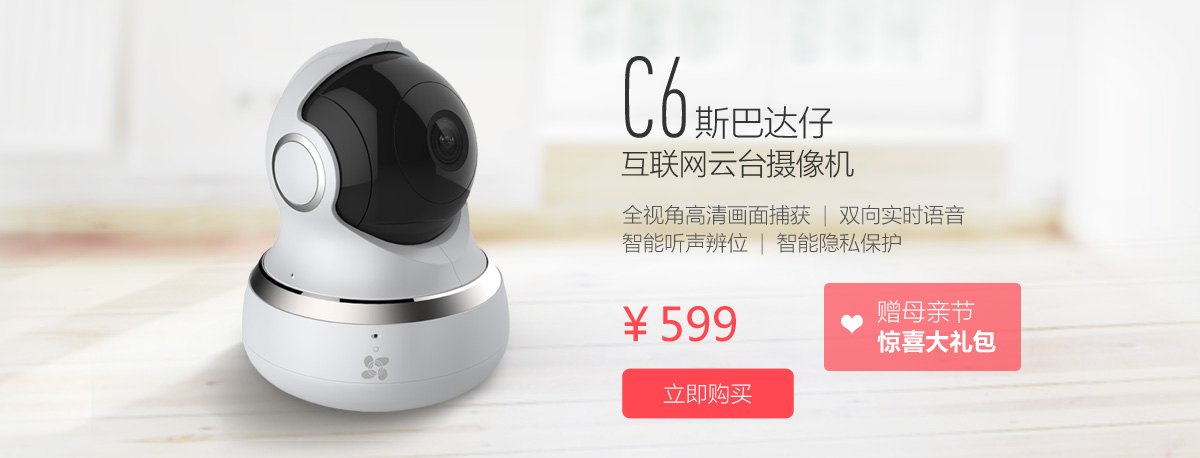 C6 斯巴达仔
互联网云台摄像机
全视角高清画面捕获 | 双向实时语音
智能听声辨位 | 智能隐私保护
¥ 599
赠母亲节
惊喜大礼包
立即购买